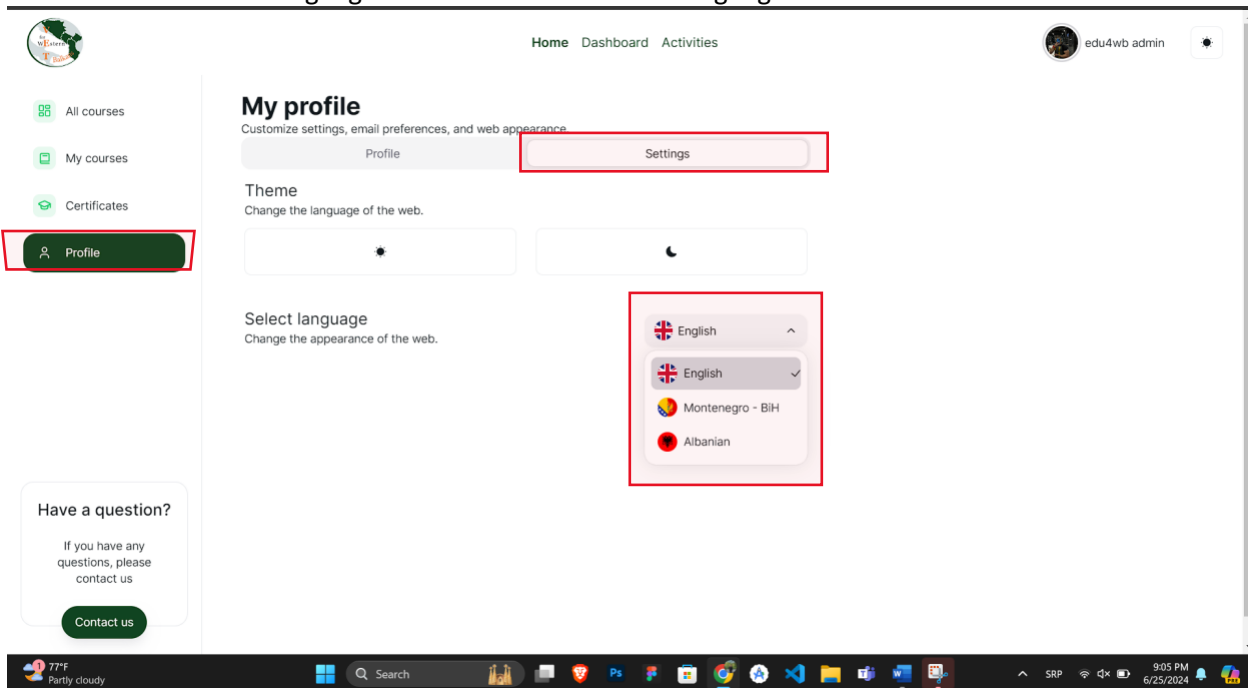 Home Dashboard Activities
edu4wb admin
All courses
My courses
Certificates
Profile
My profile
Customize settings, email preferences, and web appearance.
Profile
Settings
Theme
Change the language of the web.
Select language
Change the appearance of the web.
English
English
Montenegro - BiH
Albanian
Have a question?
If you have any
questions, please
contact us
Contact us
1
77°F
Partly cloudy
Search
Ps
SRP
9:05 PM
6/25/2024